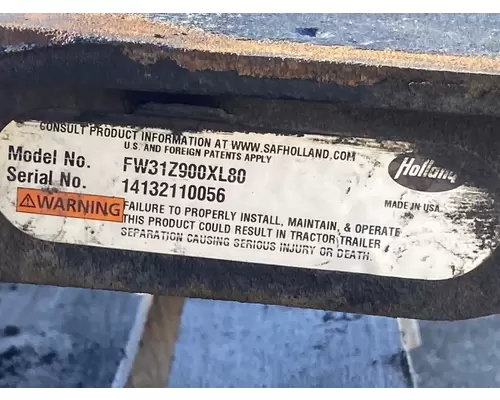 CONSULT PRODUCT INFORMATION AT WWW.SAFHOLLAND.COM
U.S. AND FOREIGN PATENTS APPLY
Model No. FW31Z900XL80
Serial No. 14132110056
Holland
MADE IN USA
WARNING
FAILURE TO PROPERLY INSTALL, MAINTAIN, & OPERATE
THIS PRODUCT COULD RESULT IN TRACTOR TRAILER
SEPARATION CAUSING SERIOUS INJURY OR DEATH.